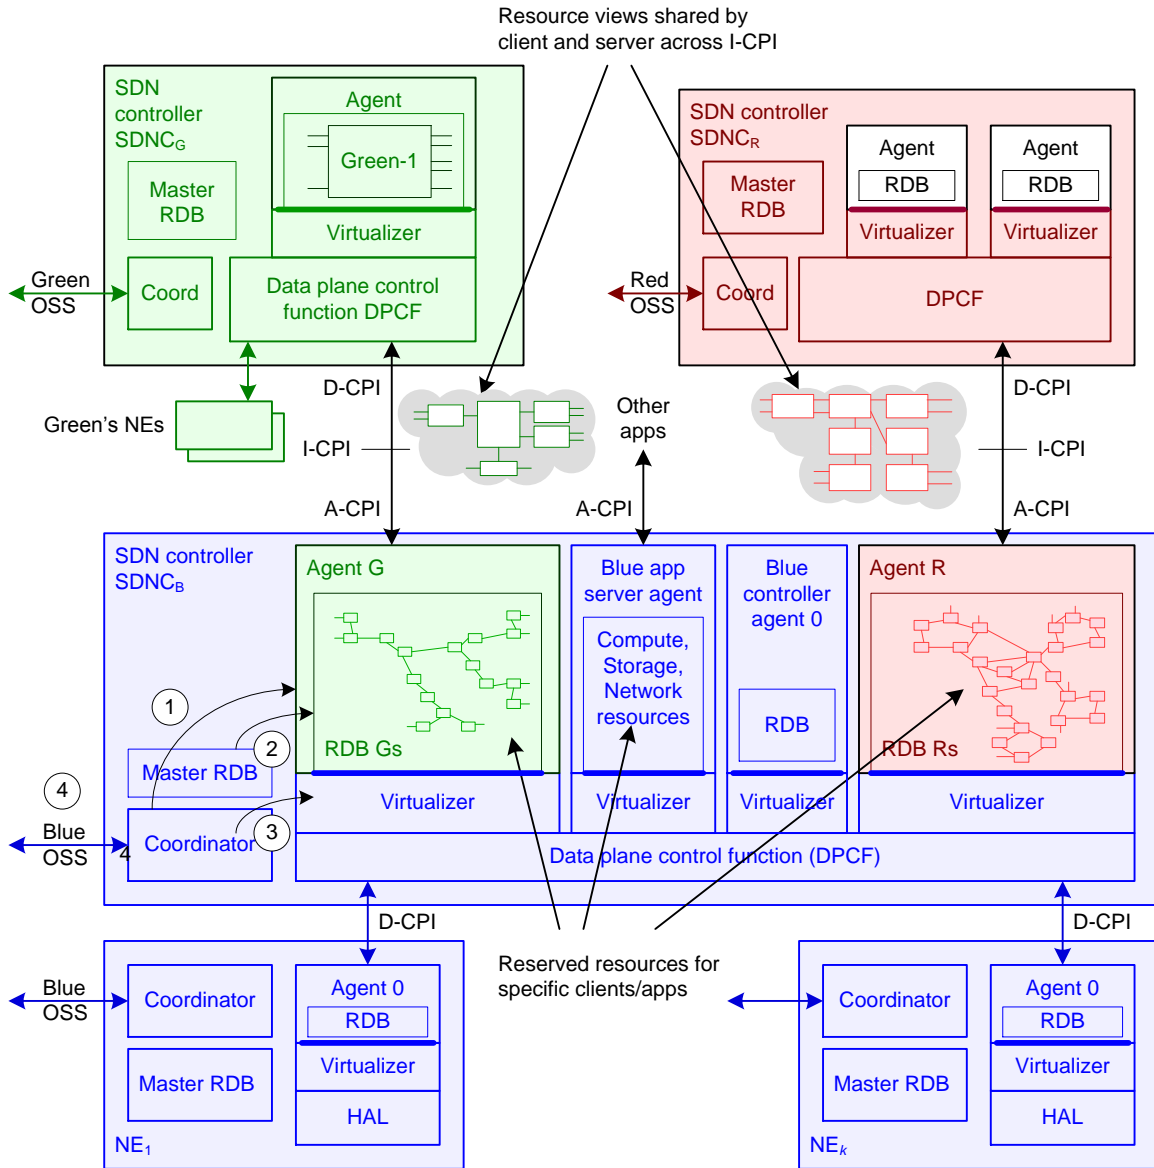 Resource views shared by
client and server across I-CPI
SDN
controller
SDNCG
Agent
Green-1
Master
RDB
Virtualizer
Green
OSS
Coord
Data plane control
function DPCF
Green's NEs
SDN controller
SDNCR
Agent
RDB
Agent
RDB
Master
RDB
Virtualizer
Virtualizer
Red
OSS
Coord
DPCF
D-CPI
I-CPI
A-CPI
Other
apps
A-CPI
D-CPI
I-CPI
A-CPI
SDN controller
SDNCB
Agent G
RDB Gs
Blue app
server agent
Compute,
Storage,
Network
resources
Blue
controller
agent 0
RDB
Agent R
RDB Rs
1
2
3
4
Master RDB
Virtualizer
Virtualizer
Virtualizer
Virtualizer
Blue
OSS
4
Coordinator
Data plane control function (DPCF)
D-CPI
D-CPI
Reserved resources for
specific clients/apps
Blue
OSS
Coordinator
Master RDB
Agent 0
RDB
Virtualizer
HAL
NE1
Coordinator
Master RDB
Agent 0
RDB
Virtualizer
HAL
NEk